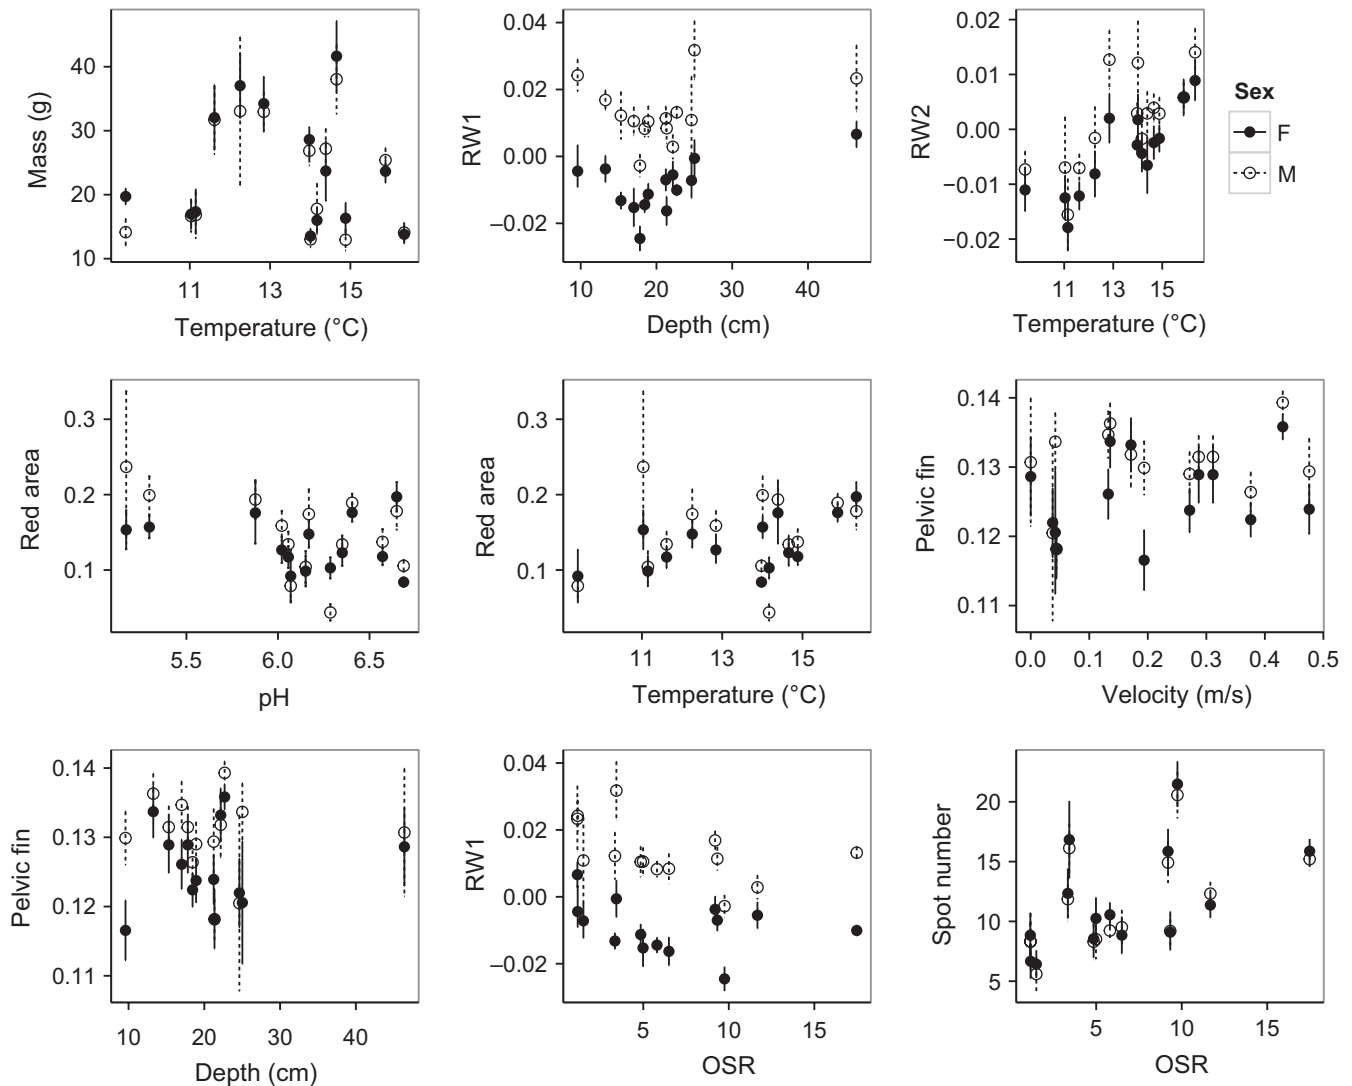 Mass (g)
40
30
20
10
11 13 15
Temperature (°C)
RW1
0.04
0.02
0.00
–0.02
10 20 30 40
Depth (cm)
RW2
0.02
0.01
0.00
–0.01
–0.02
11 13 15
Temperature (°C)
Sex
F
M
Red area
0.3
0.2
0.1
5.5 6.0 6.5
pH
Red area
0.3
0.2
0.1
11 13 15
Temperature (°C)
Pelvic fin
0.14
0.13
0.12
0.11
0.0 0.1 0.2 0.3 0.4 0.5
Velocity (m/s)
Pelvic fin
0.14
0.13
0.12
0.11
10 20 30 40
Depth (cm)
RW1
0.04
0.02
0.00
–0.02
5 10 15
OSR
Spot number
20
15
10
5
5 10 15
OSR